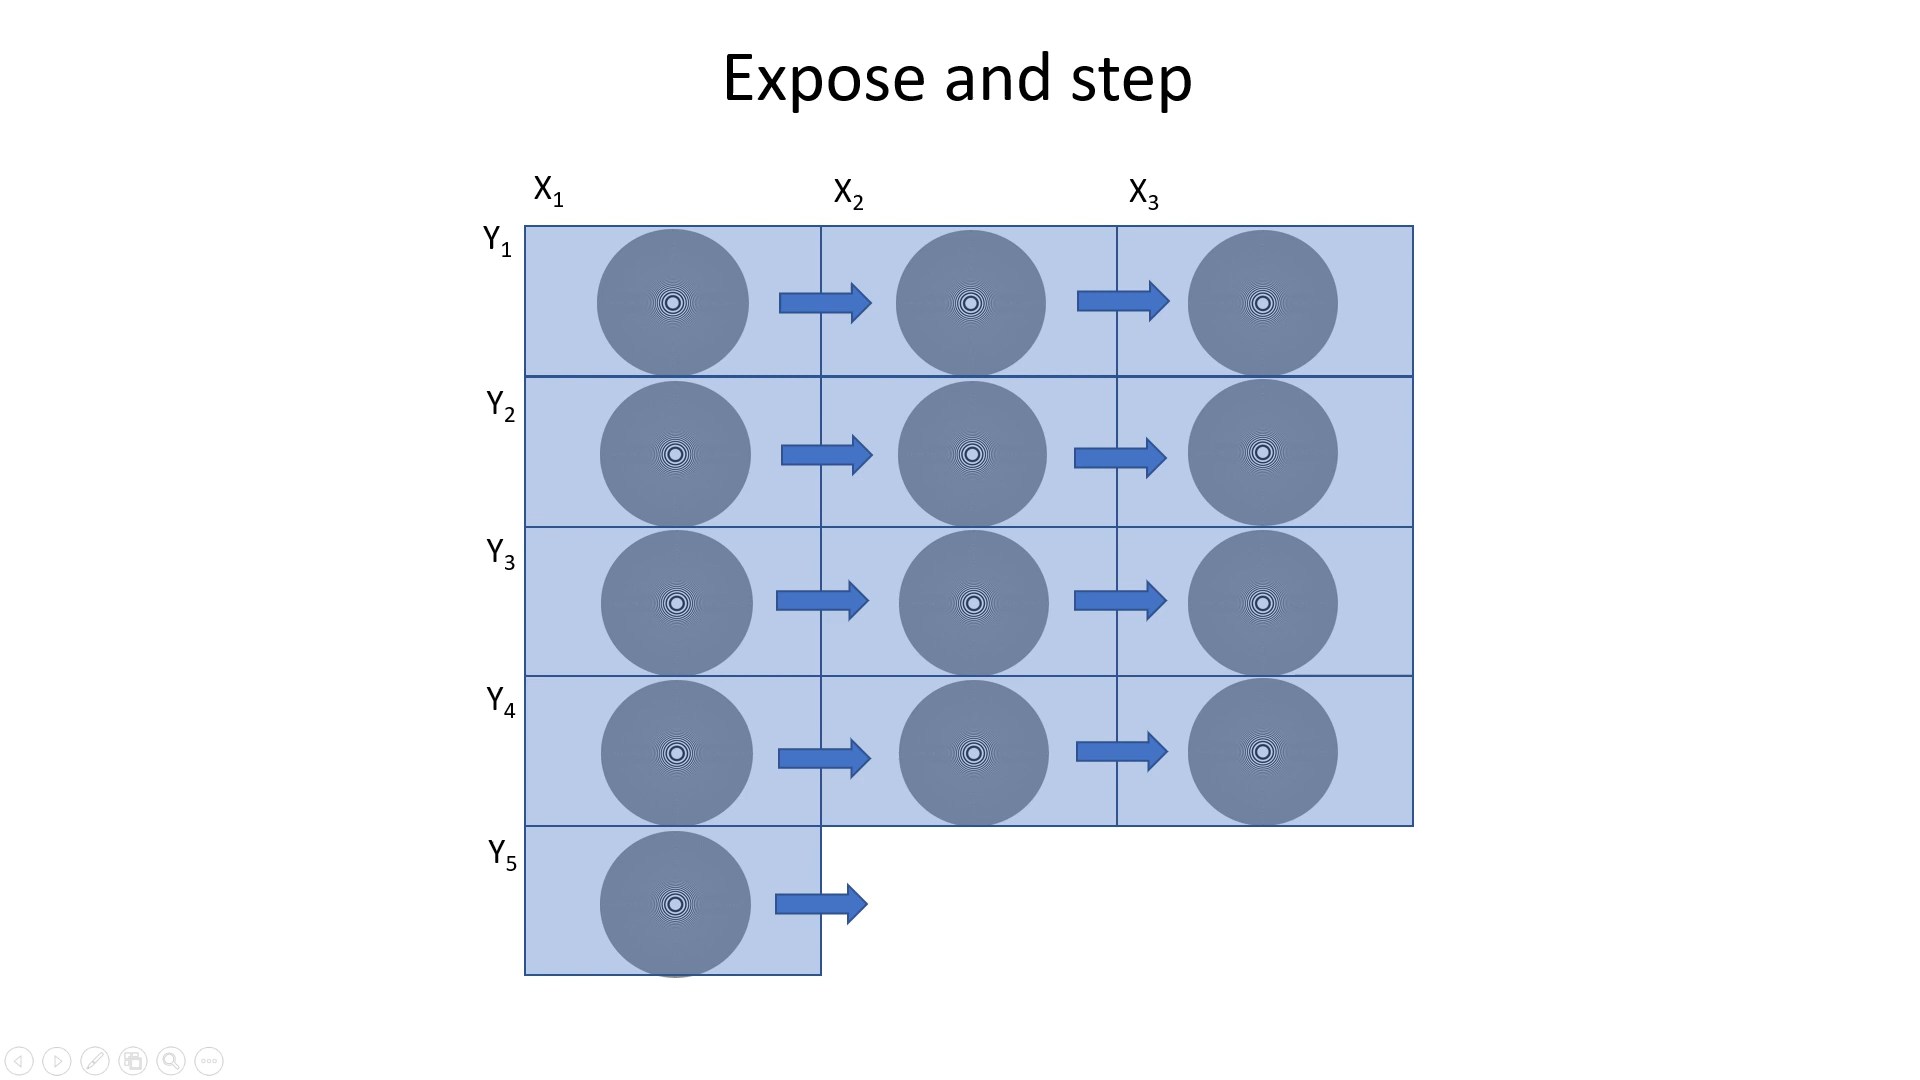 Expose and step
X₁ X₂ X₃
Y₁
Y₂
Y₃
Y₄
Y₅